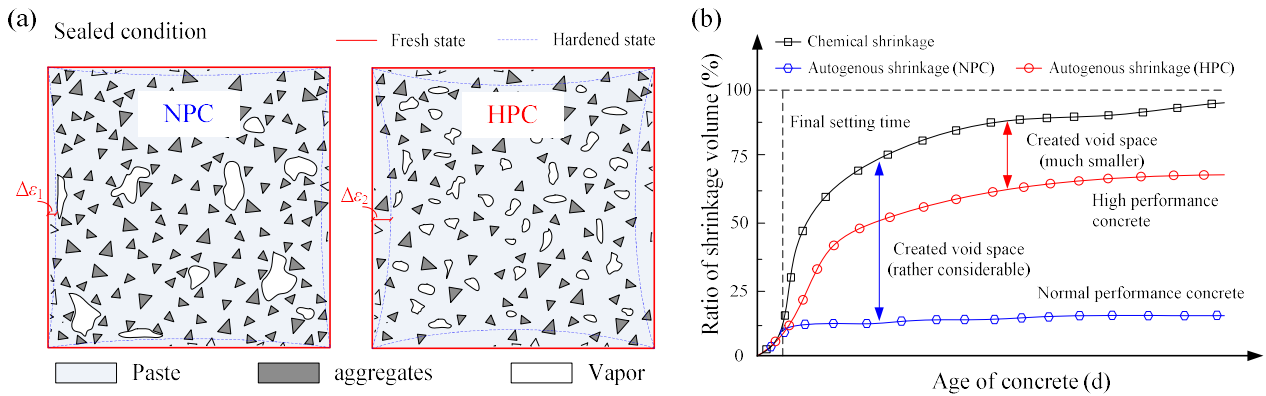 (a)
Sealed condition
Fresh state
Hardened state
NPC
HPC
Δε1
Δε2
Paste
aggregates
Vapor
(b)
Chemical shrinkage
Autogenous shrinkage (NPC)
Autogenous shrinkage (HPC)
Ratio of shrinkage volume (%)
100
75
50
25
0
Final setting time
Created void space
(much smaller)
High performance
concrete
Created void space
(rather considerable)
Normal performance concrete
Age of concrete (d)